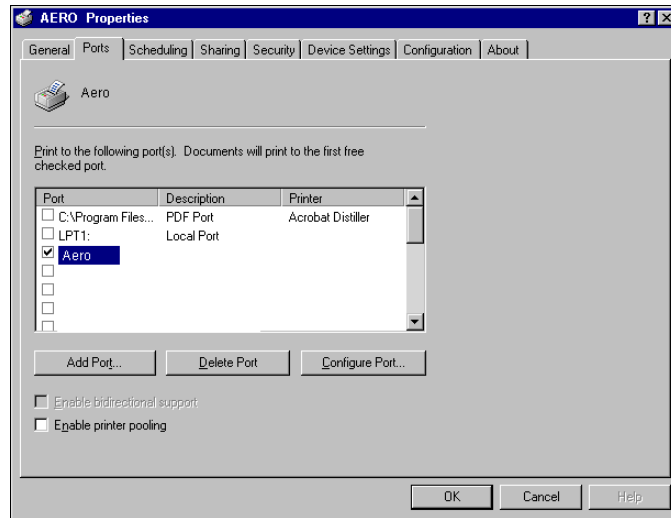 AERO Properties
General Ports Scheduling Sharing Security Device Settings Configuration About
Aero
Print to the following port(s). Documents will print to the first free
checked port.
Port Description Printer
C:\Program Files... PDF Port Acrobat Distiller
LPT1: Local Port
Aero
Add Port... Delete Port Configure Port...
Enable bidirectional support
Enable printer pooling
OK Cancel Help